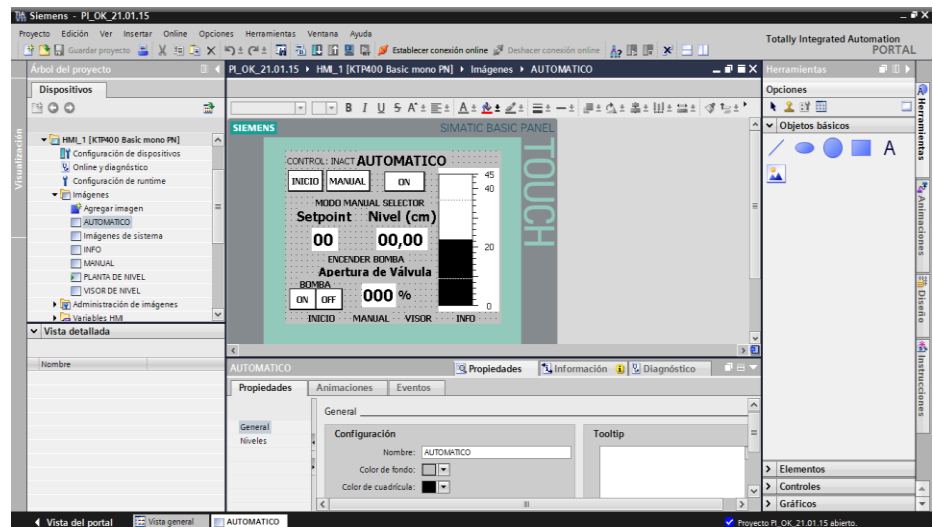 Siemens - PI_OK_21.01.15
Proyecto Edición Ver Insertar Online Opciones Herramientas Ventana Ayuda
Guardar proyecto Establecer conexión online Deshacer conexión online
Totally Integrated Automation
PORTAL
Árbol del proyecto
PI_OK_21.01.15 HMI_1 [KTP400 Basic mono PN] Imágenes AUTOMATICO
Herramientas
Dispositivos
Opciones
B I U S A
Visualización
HMI_1 [KTP400 Basic mono PN]
Configuración de dispositivos
Online y diagnóstico
Configuración de runtime
Imágenes
Agregar imagen
AUTOMATICO
Imágenes de sistema
INFO
MANUAL
PLANTA DE NIVEL
VISOR DE NIVEL
Administración de imágenes
Variables HMI
Vista detallada
Nombre
SIEMENS
SIMATIC BASIC PANEL
TOUCH
CONTROL: INACT AUTOMATICO
INICIO MANUAL ON
45
40
20
0
MODO MANUAL SELECTOR
Setpoint Nivel (cm)
00 00,00
ENCENDER BOMBA
Apertura de Válvula
BOMBA
ON OFF 000 %
INICIO MANUAL VISOR INFO
Objetos básicos
A
Herramientas
Animaciones
Diseño
Instrucciones
AUTOMATICO
Propiedades Información Diagnóstico
Propiedades Animaciones Eventos
General
General
Niveles
Configuración
Nombre: AUTOMATICO
Color de fondo:
Color de cuadrícula:
Tooltip
Elementos
Controles
Gráficos
Vista del portal Vista general AUTOMATICO
Proyecto PI_OK_21.01.15 abierto.